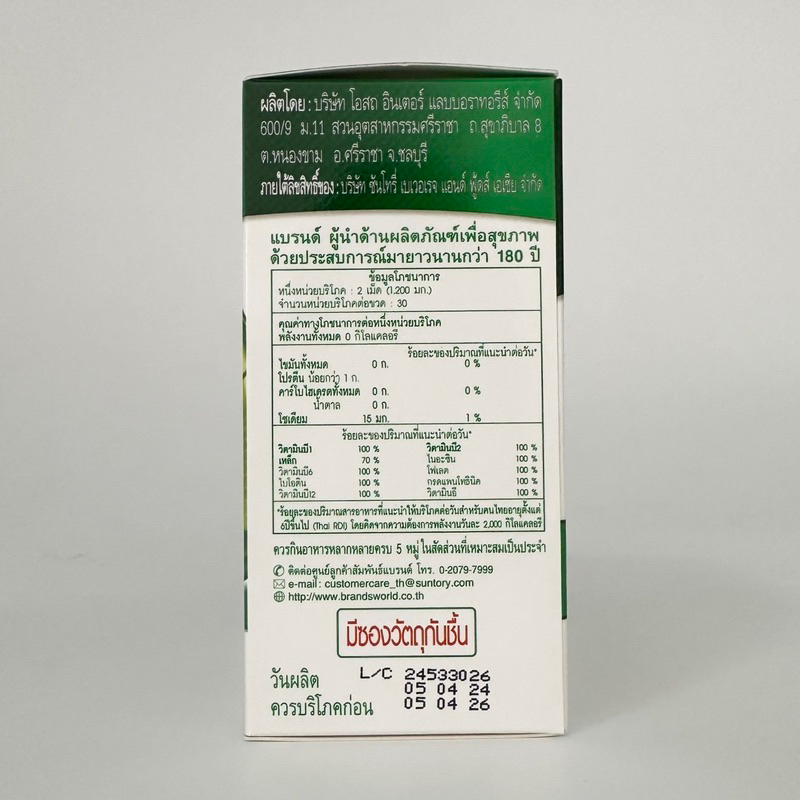 ผลิตโดย : บริษัท โอสถ อินเตอร์ แลบบอราทอรีส์ จำกัด
600/9 ม.11 สวนอุตสาหกรรมศรีราชา ถ.สุขาภิบาล 8
ต.หนองขาม อ.ศรีราชา จ.ชลบุรี
ภายใต้ลิขสิทธิ์ของ : บริษัท ซันโทรี่ เบเวอเรจ แอนด์ ฟู้ดส์ เอเชีย จำกัด
แบรนด์ ผู้นำด้านผลิตภัณฑ์เพื่อสุขภาพ
ด้วยประสบการณ์มายาวนานกว่า 180 ปี
ข้อมูลโภชนาการ
หนึ่งหน่วยบริโภค : 2 เม็ด (1,200 มก.)
จำนวนหน่วยบริโภคต่อขวด : 30
คุณค่าทางโภชนาการต่อหนึ่งหน่วยบริโภค
พลังงานทั้งหมด 0 กิโลแคลอรี
ร้อยละของปริมาณที่แนะนำต่อวัน*
ไขมันทั้งหมด 0 ก. 0 %
โปรตีน น้อยกว่า 1 ก.
คาร์โบไฮเดรตทั้งหมด 0 ก. 0 %
น้ำตาล 0 ก.
โซเดียม 15 มก. 1 %
ร้อยละของปริมาณที่แนะนำต่อวัน*
วิตามินบี1 100 % วิตามินบี2 100 %
เหล็ก 70 % ไนอะซิน 100 %
วิตามินบี6 100 % โฟเลต 100 %
ไบโอติน 100 % กรดแพนโทธินิค 100 %
วิตามินบี12 100 % วิตามินอี 100 %
*ร้อยละของปริมาณสารอาหารที่แนะนำให้บริโภคต่อวันสำหรับคนไทยอายุตั้งแต่
6ปีขึ้นไป (Thai RDI) โดยคิดจากความต้องการพลังงานวันละ 2,000 กิโลแคลอรี
ควรกินอาหารหลากหลายครบ 5 หมู่ ในสัดส่วนที่เหมาะสมเป็นประจำ
ติดต่อศูนย์ลูกค้าสัมพันธ์แบรนด์ โทร. 0-2079-7999
e-mail : customercare_th@suntory.com
http://www.brandsworld.co.th
มีซองวัตถุกันชื้น
L/C 24533026
วันผลิต 05 04 24
ควรบริโภคก่อน 05 04 26